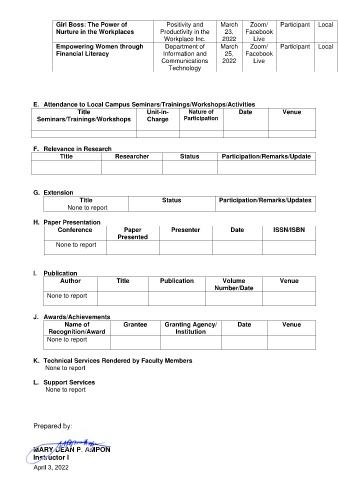 Girl Boss: The Power of Nurture in the Workplaces | Positivity and Productivity in the Workplace Inc. | March 23, 2022 | Zoom/ Facebook Live | Participant | Local
Empowering Women through Financial Literacy | Department of Information and Communications Technology | March 25, 2022 | Zoom/ Facebook Live | Participant | Local
E. Attendance to Local Campus Seminars/Trainings/Workshops/Activities
Title Seminars/Trainings/Workshops | Unit-in-Charge | Nature of Participation | Date | Venue
F. Relevance in Research
Title | Researcher | Status | Participation/Remarks/Update
G. Extension
Title | Status | Participation/Remarks/Updates
None to report
H. Paper Presentation
Conference | Paper Presented | Presenter | Date | ISSN/ISBN
None to report
I. Publication
Author | Title | Publication | Volume Number/Date | Venue
None to report
J. Awards/Achievements
Name of Recognition/Award | Grantee | Granting Agency/ Institution | Date | Venue
None to report
K. Technical Services Rendered by Faculty Members
None to report
L. Support Services
None to report
Prepared by:
MARY JEAN P. AMPON
Instructor I
April 3, 2022